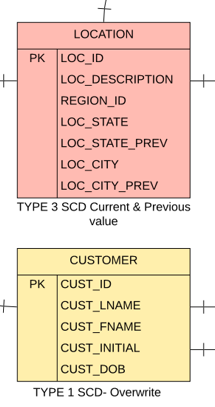 LOCATION
PK LOC_ID
LOC_DESCRIPTION
REGION_ID
LOC_STATE
LOC_STATE_PREV
LOC_CITY
LOC_CITY_PREV
TYPE 3 SCD Current & Previous
value
CUSTOMER
PK CUST_ID
CUST_LNAME
CUST_FNAME
CUST_INITIAL
CUST_DOB
TYPE 1 SCD- Overwrite